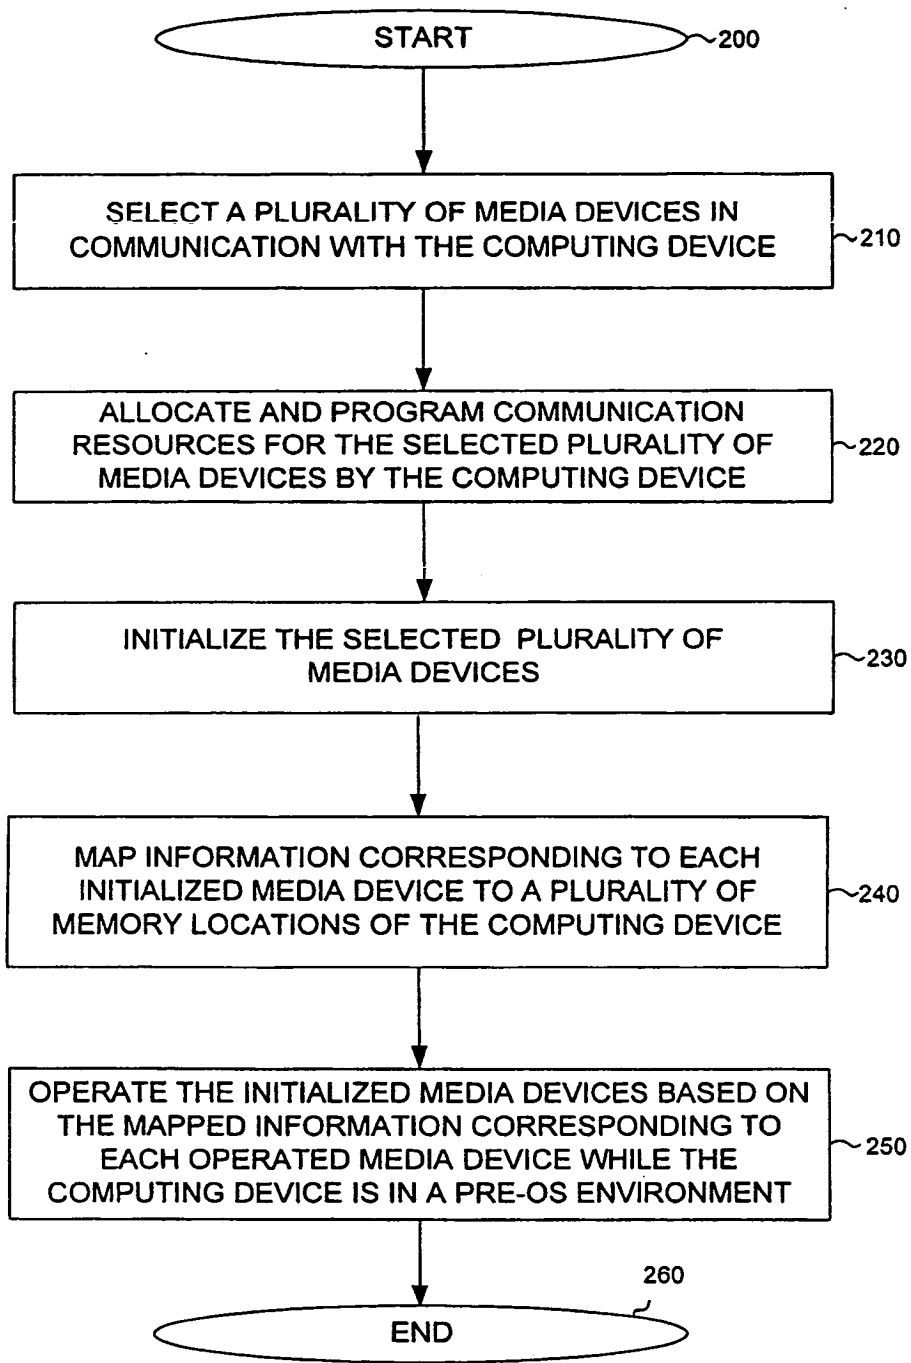 START
200
SELECT A PLURALITY OF MEDIA DEVICES IN
COMMUNICATION WITH THE COMPUTING DEVICE
210
ALLOCATE AND PROGRAM COMMUNICATION
RESOURCES FOR THE SELECTED PLURALITY OF
MEDIA DEVICES BY THE COMPUTING DEVICE
220
INITIALIZE THE SELECTED PLURALITY OF
MEDIA DEVICES
230
MAP INFORMATION CORRESPONDING TO EACH
INITIALIZED MEDIA DEVICE TO A PLURALITY OF
MEMORY LOCATIONS OF THE COMPUTING DEVICE
240
OPERATE THE INITIALIZED MEDIA DEVICES BASED ON
THE MAPPED INFORMATION CORRESPONDING TO
EACH OPERATED MEDIA DEVICE WHILE THE
COMPUTING DEVICE IS IN A PRE-OS ENVIRONMENT
250
260
END